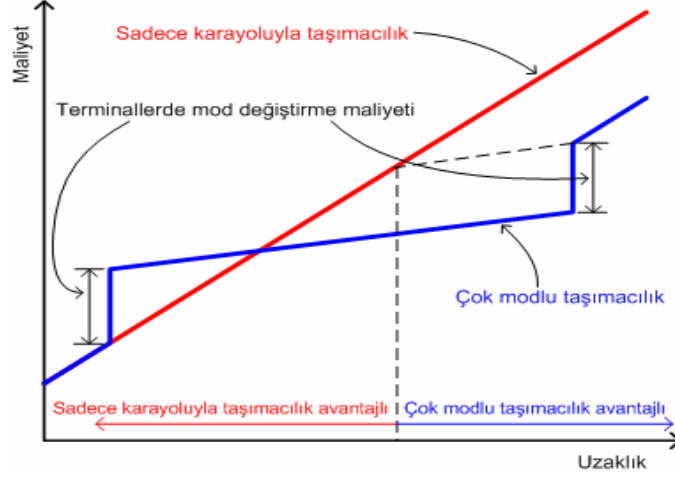 Maliyet
Sadece karayoluyla taşımacılık
Terminallerde mod değiştirme maliyeti
Çok modlu taşımacılık
Sadece karayoluyla taşımacılık avantajlı
Çok modlu taşımacılık avantajlı
Uzaklık